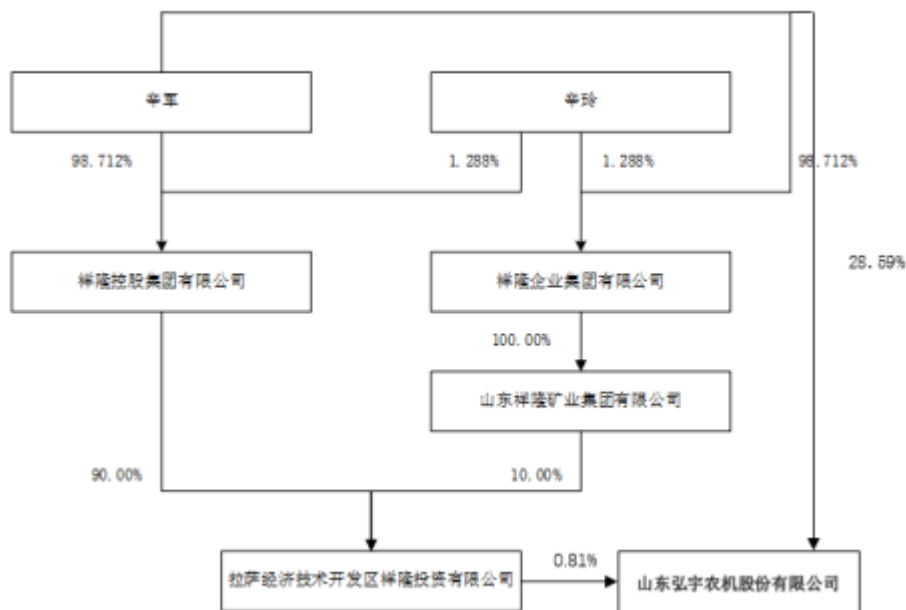 辛军
辛玲
98.712%
1.288%
1.288%
98.712%
祥隆控股集团有限公司
祥隆企业集团有限公司
28.59%
100.00%
山东祥隆矿业集团有限公司
90.00%
10.00%
拉萨经济技术开发区祥隆投资有限公司
0.81%
山东弘宇农机股份有限公司